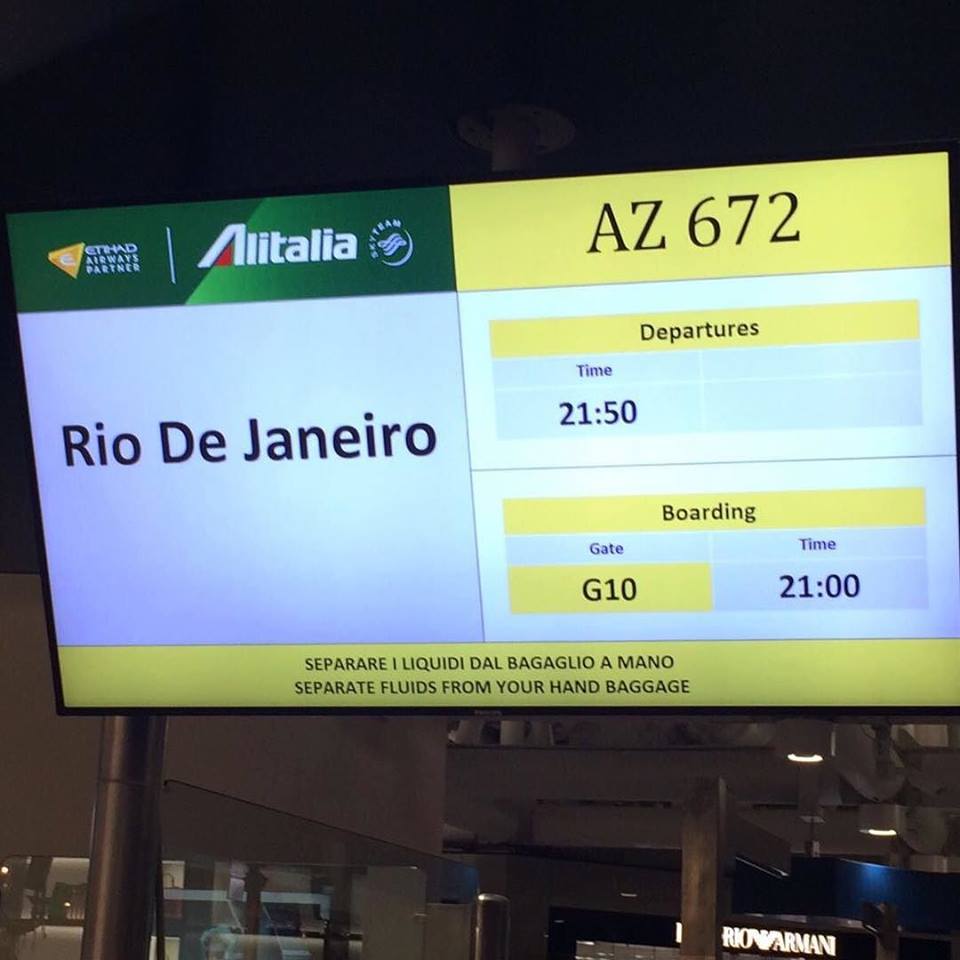 ETIHAD
AIRWAYS
PARTNER
Alitalia
SKYTEAM
AZ 672
Rio De Janeiro
Departures
Time
21:50
Boarding
Gate
Time
G10
21:00
SEPARARE I LIQUIDI DAL BAGAGLIO A MANO
SEPARATE FLUIDS FROM YOUR HAND BAGGAGE
RIO ARMANI